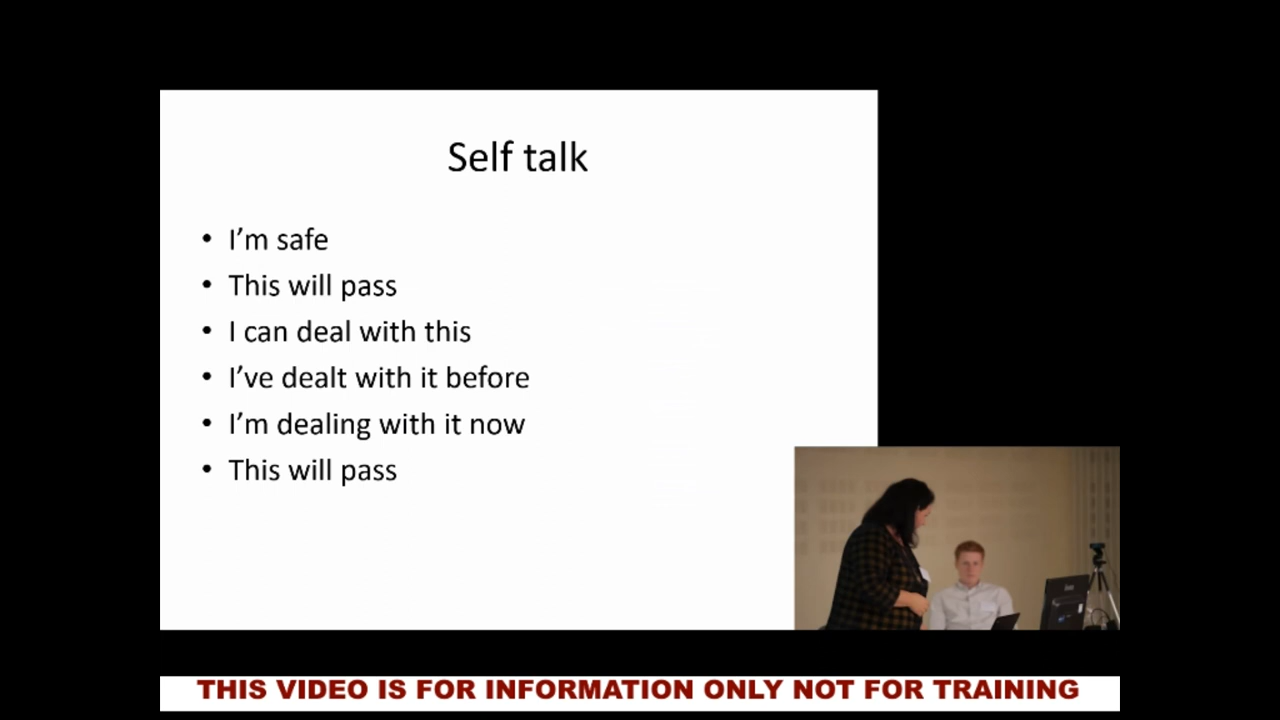 Self talk
• I’m safe
• This will pass
• I can deal with this
• I’ve dealt with it before
• I’m dealing with it now
• This will pass
THIS VIDEO IS FOR INFORMATION ONLY NOT FOR TRAINING